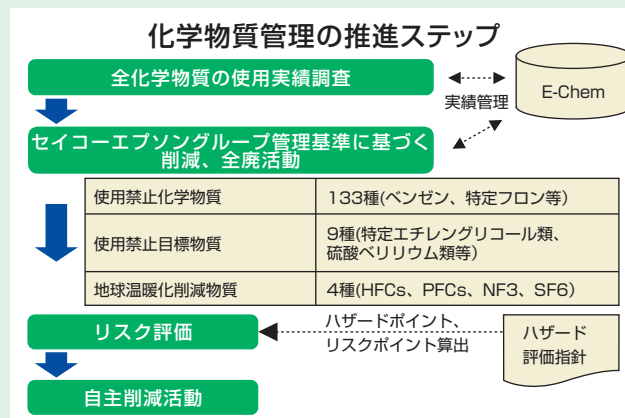 化学物質管理の推進ステップ
全化学物質の使用実績調査
E-Chem
実績管理
セイコーエプソングループ管理基準に基づく
削減、全廃活動
使用禁止化学物質
133種(ベンゼン、特定フロン等)
使用禁止目標物質
9種(特定エチレングリコール類、
硫酸ベリリウム類等)
地球温暖化削減物質
4種(HFCs、PFCs、NF3、SF6)
リスク評価
ハザードポイント、
リスクポイント算出
ハザード
評価指針
自主削減活動